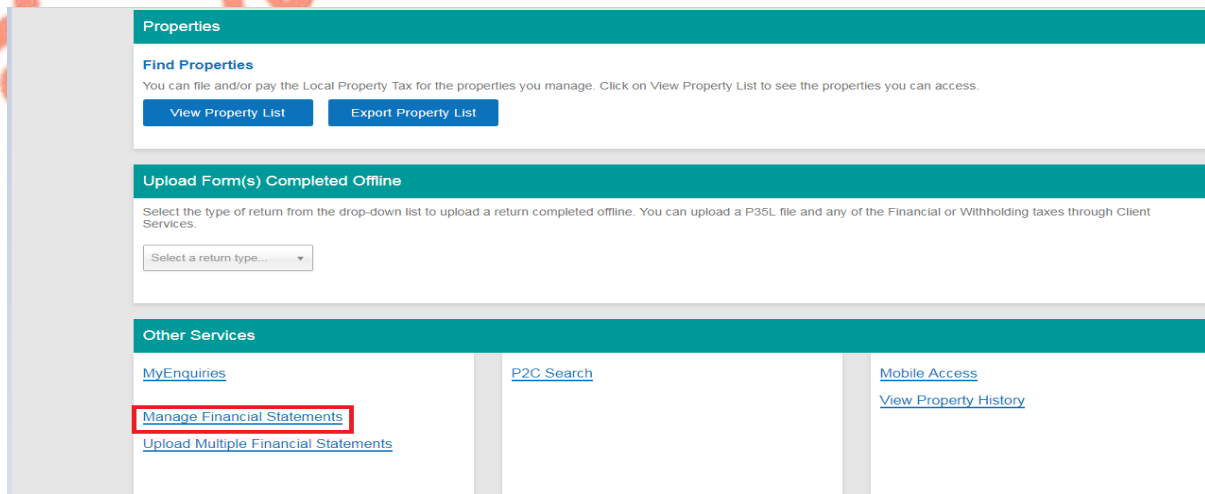 Properties
Find Properties
You can file and/or pay the Local Property Tax for the properties you manage. Click on View Property List to see the properties you can access.
View Property List Export Property List
Upload Form(s) Completed Offline
Select the type of return from the drop-down list to upload a return completed offline. You can upload a P35L file and any of the Financial or Withholding taxes through Client
Services.
Select a return type...
Other Services
MyEnquiries P2C Search Mobile Access
View Property History
Manage Financial Statements
Upload Multiple Financial Statements